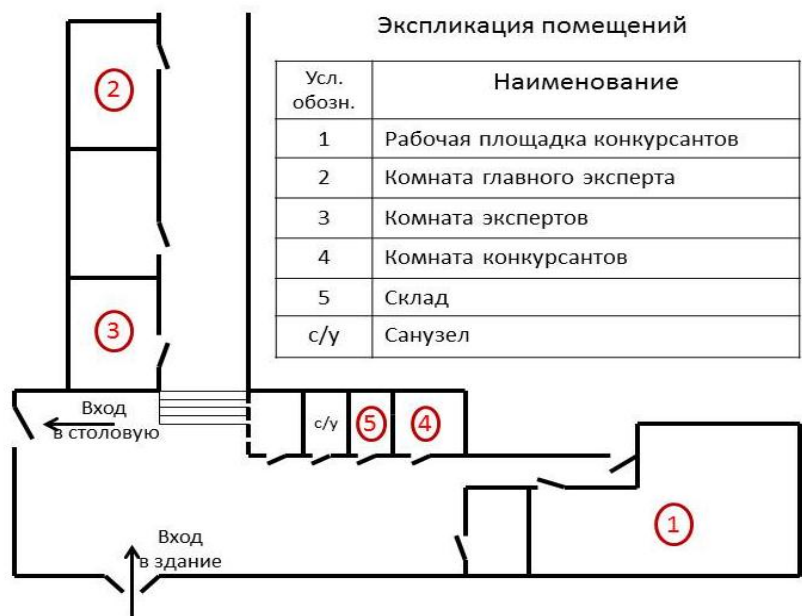 Экспликация помещений
Усл. обозн.
Наименование
1 Рабочая площадка конкурсантов
2 Комната главного эксперта
3 Комната экспертов
4 Комната конкурсантов
5 Склад
с/у Санузел
2
3
Вход
в столовую
с/у
5
4
1
Вход
в здание